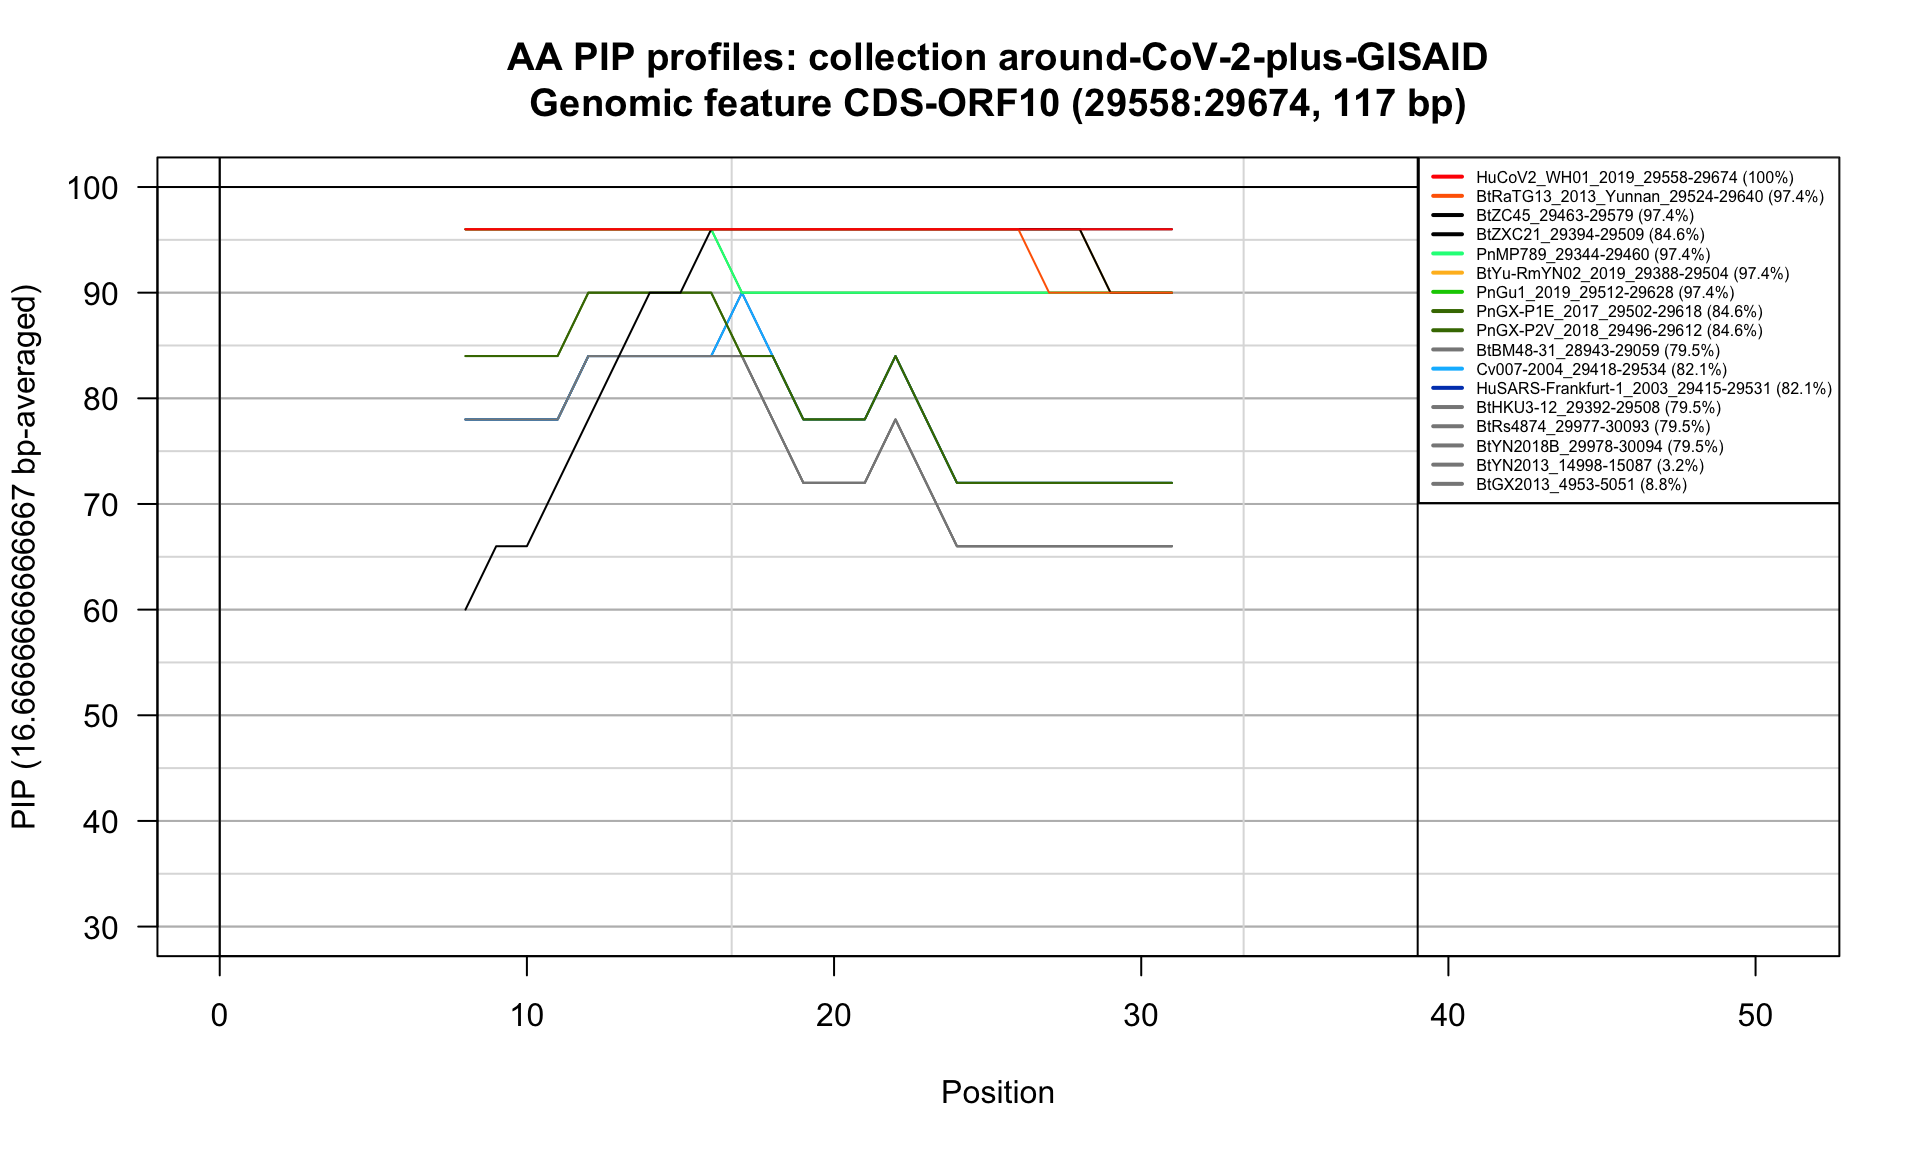 AA PIP profiles: collection around-CoV-2-plus-GISAID
Genomic feature CDS-ORF10 (29558:29674, 117 bp)
PIP (16.6666666666667 bp-averaged)
100
90
80
70
60
50
40
30
HuCoV2_WH01_2019_29558-29674 (100%)
BtRaTG13_2013_Yunnan_29524-29640 (97.4%)
BtZC45_29463-29579 (97.4%)
BtZXC21_29394-29509 (84.6%)
PnMP789_29344-29460 (97.4%)
BtYu-RmYN02_2019_29388-29504 (97.4%)
PnGu1_2019_29512-29628 (97.4%)
PnGX-P1E_2017_29502-29618 (84.6%)
PnGX-P2V_2018_29496-29612 (84.6%)
BtBM48-31_28943-29059 (79.5%)
Cv007-2004_29418-29534 (82.1%)
HuSARS-Frankfurt-1_2003_29415-29531 (82.1%)
BtHKU3-12_29392-29508 (79.5%)
BtRs4874_29977-30093 (79.5%)
BtYN2018B_29978-30094 (79.5%)
BtYN2013_14998-15087 (3.2%)
BtGX2013_4953-5051 (8.8%)
0 10 20 30 40 50
Position